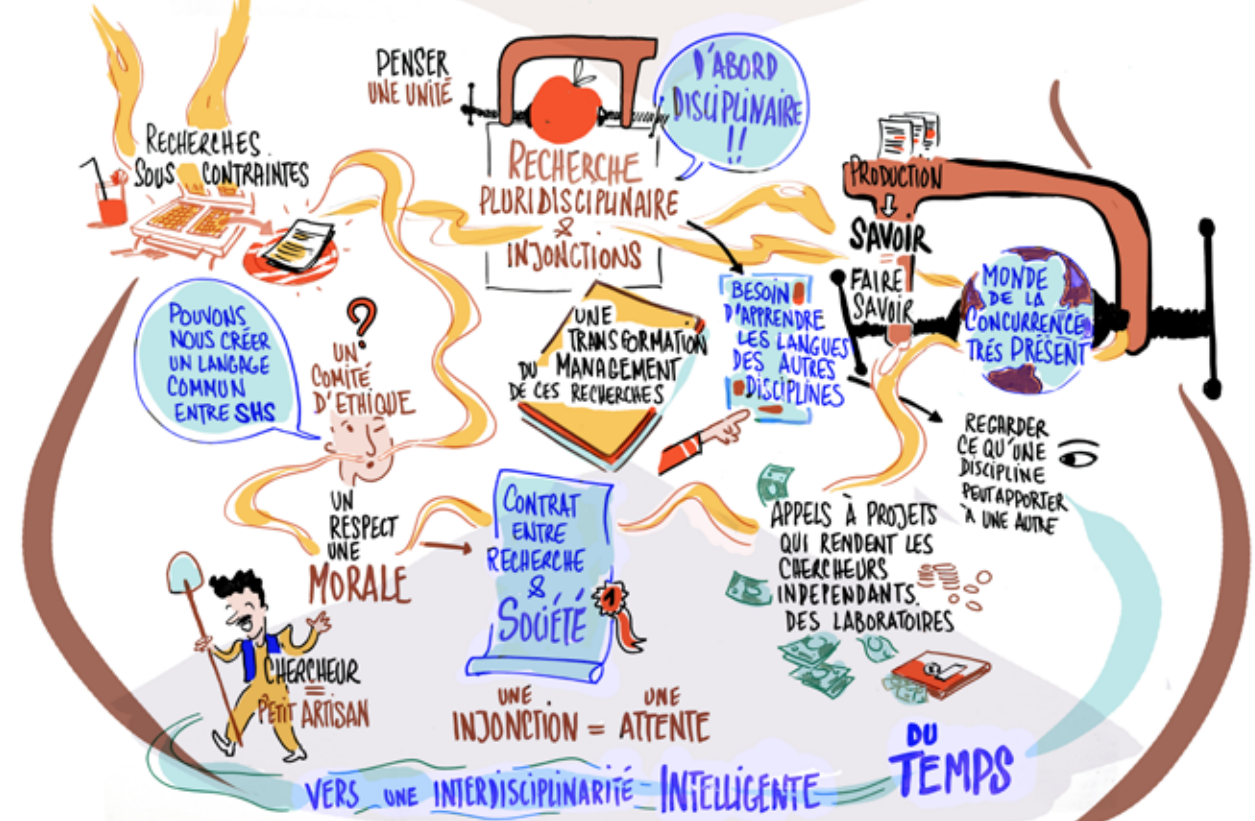 RECHERCHES
SOUS CONTRAINTES
PENSER
UNE UNITÉ
D'ABORD
DISCIPLINAIRE
!!
RECHERCHE
PLURIDISCIPLINAIRE
&
INJONCTIONS
PRODUCTION
SAVOIR
FAIRE
SAVOIR
MONDE
DE LA
CONCURRENCE
TRÉS PRÉSENT
POUVONS
NOUS CRÉER
UN LANGAGE
COMMUN
ENTRE SHS
?
UN
COMITÉ
D'ETHIQUE
UNE
TRANSFORMATION
DU MANAGEMENT
DE CES RECHERCHES
BESOIN
D'APPRENDRE
LES LANGUES
DES AUTRES
DISCIPLINES
REGARDER
CE QU'UNE
DISCIPLINE
PEUT APPORTER
À UNE AUTRE
UN
RESPECT
UNE
MORALE
CONTRAT
ENTRE
RECHERCHE
&
SOCIÉTÉ
1
APPELS À PROJETS
QUI RENDENT LES
CHERCHEURS
INDEPENDANTS
DES LABORATOIRES
CHERCHEUR
=
PETIT ARTISAN
UNE INJONCTION = UNE ATTENTE
DU
TEMPS
VERS UNE INTERDISCIPLINARITÉ INTELLIGENTE